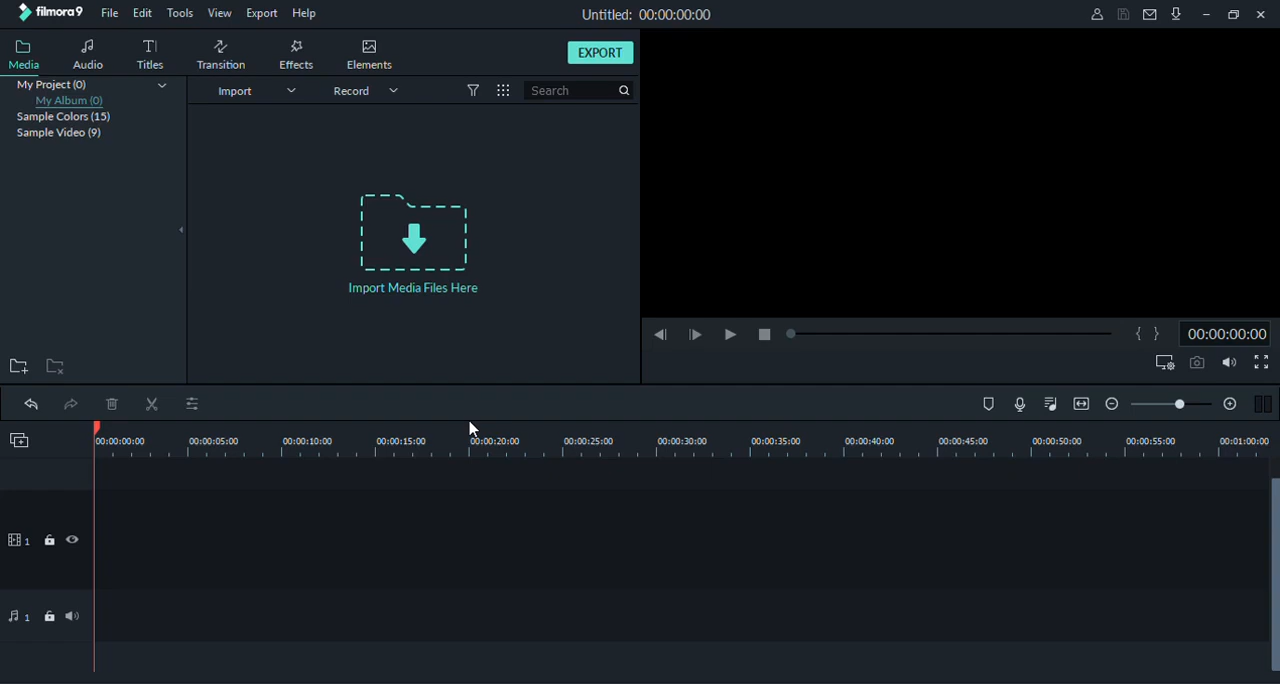 filmora9 File Edit Tools View Export Help Untitled: 00:00:00:00
Media Audio Titles Transition Effects Elements EXPORT
My Project (0)
My Album (0)
Sample Colors (15)
Sample Video (9)
Import Record Search
Import Media Files Here
00:00:00:00
00:00:00:00 00:00:05:00 00:00:10:00 00:00:15:00 00:00:20:00 00:00:25:00 00:00:30:00 00:00:35:00 00:00:40:00 00:00:45:00 00:00:50:00 00:00:55:00 00:01:00:00
1
1